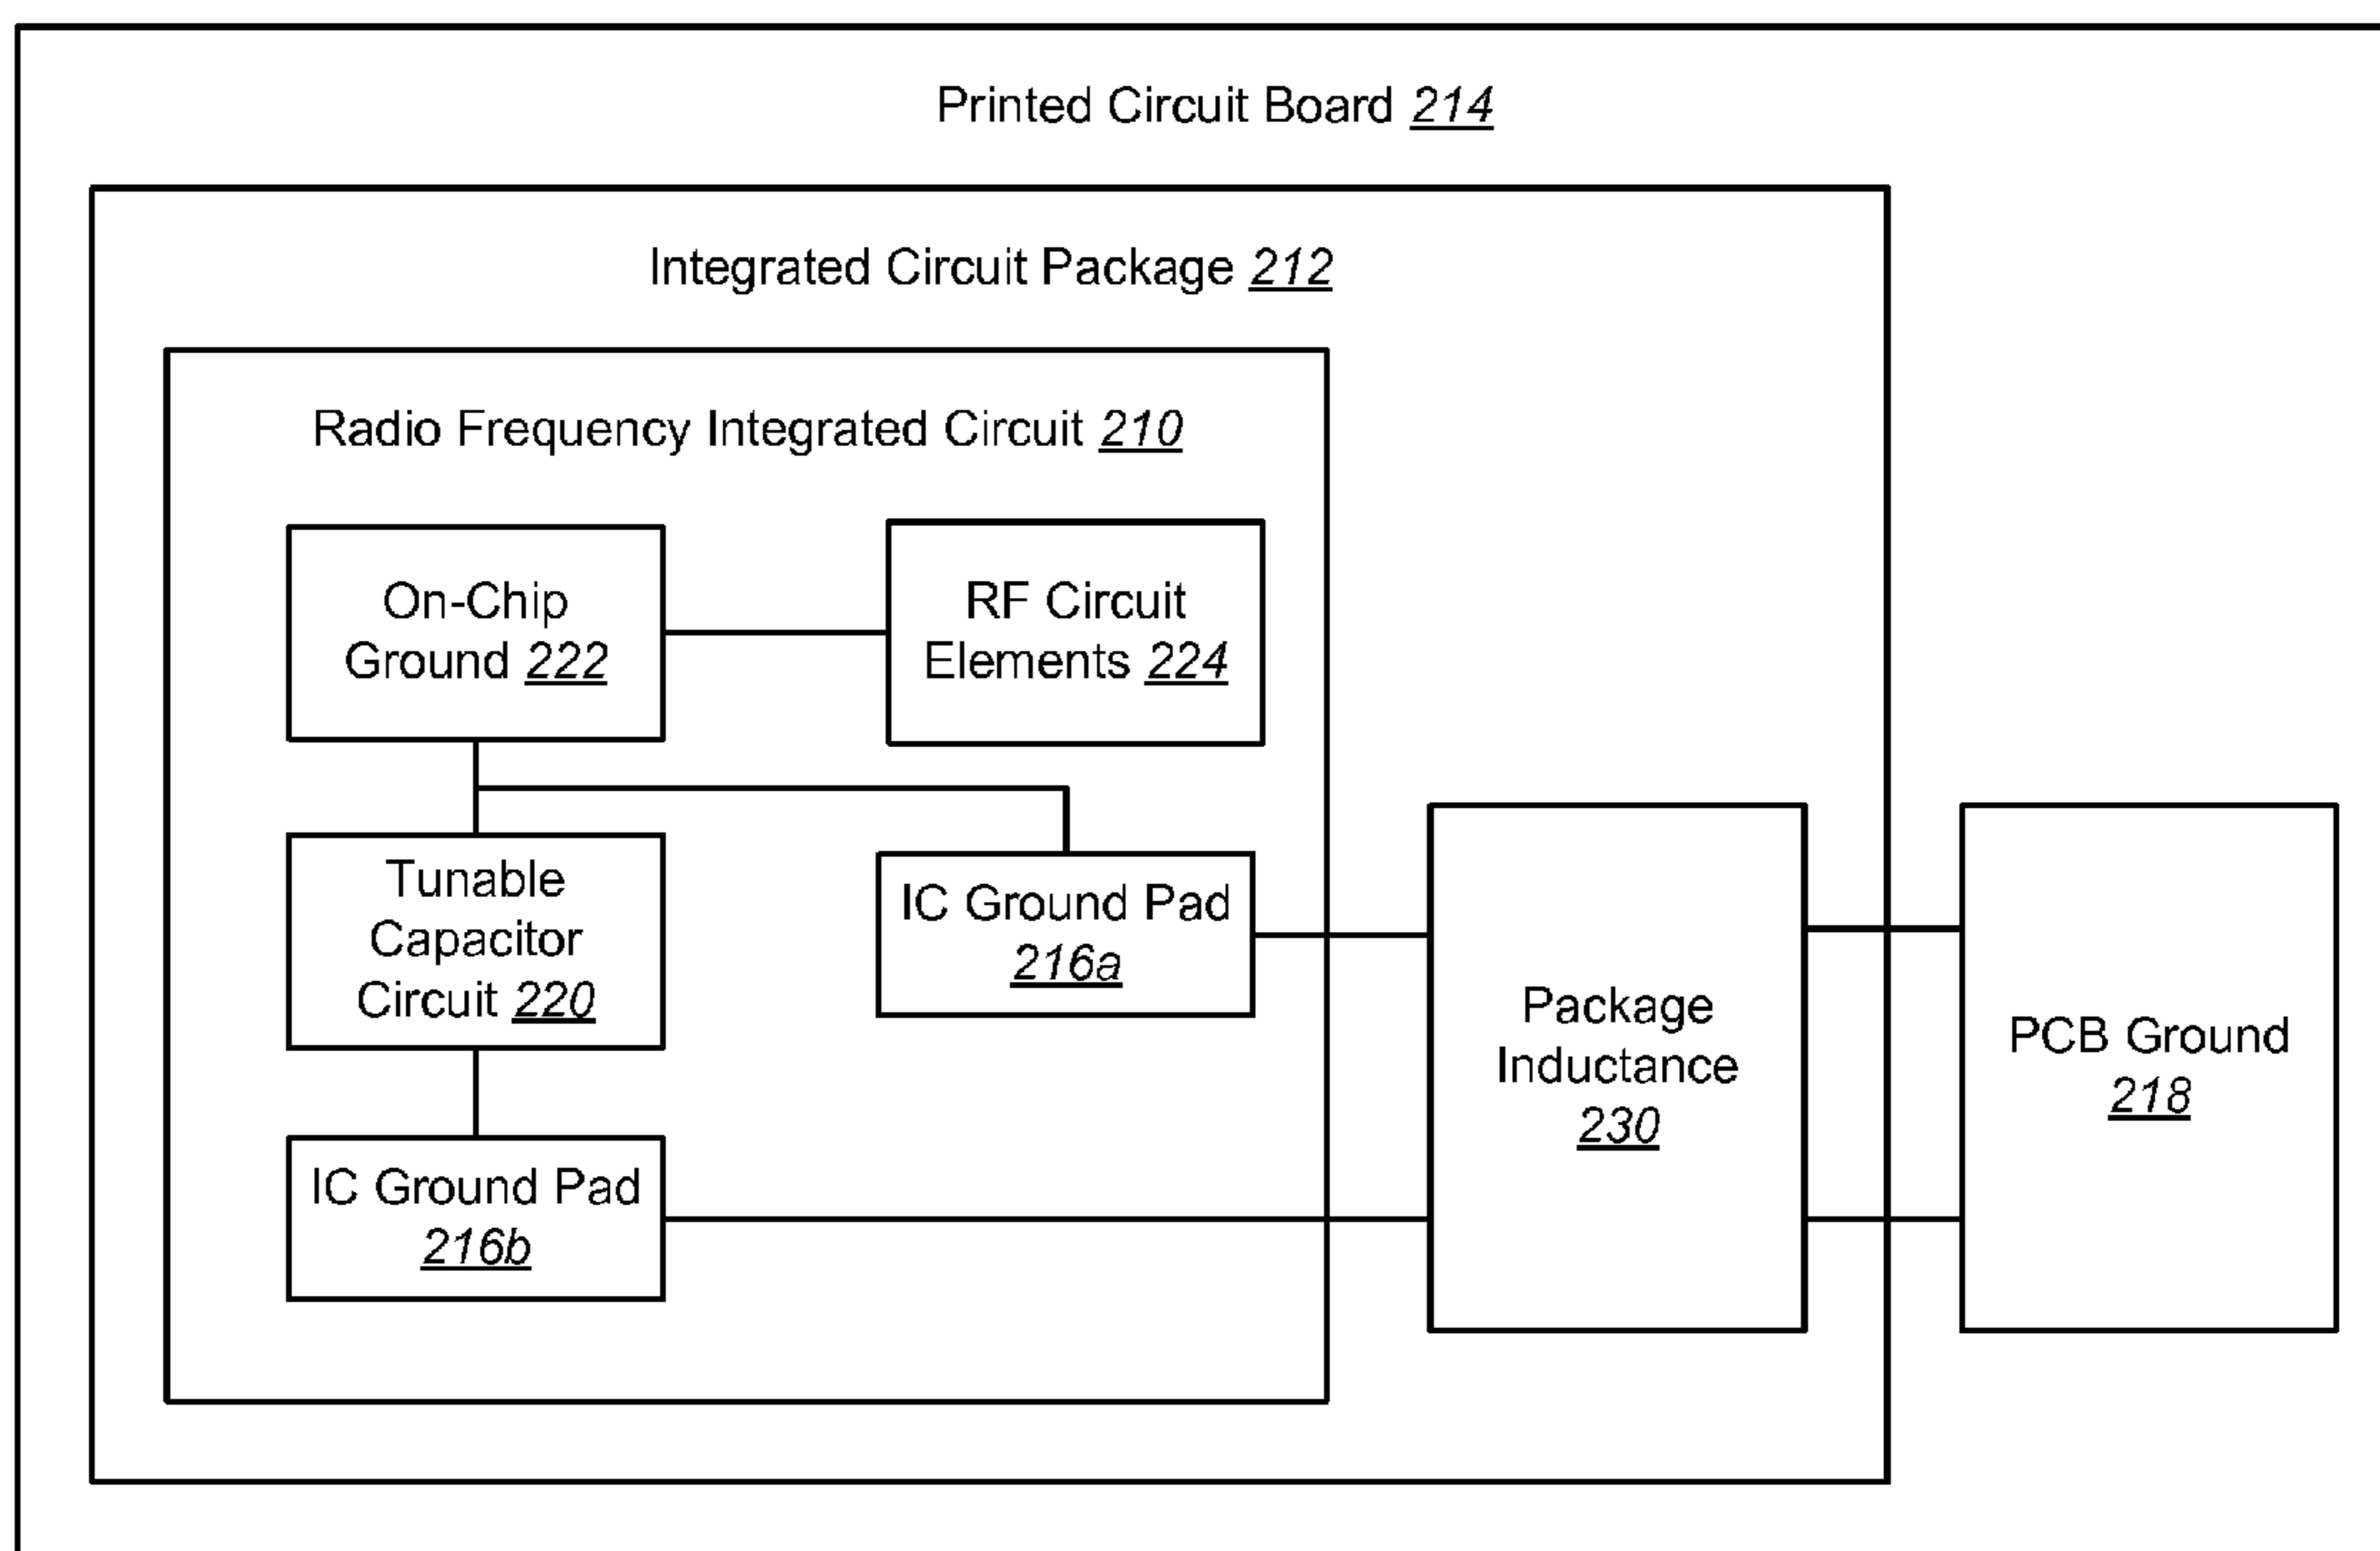 Printed Circuit Board 214
Integrated Circuit Package 212
Radio Frequency Integrated Circuit 210
On-Chip
Ground 222
RF Circuit
Elements 224
Tunable
Capacitor
Circuit 220
IC Ground Pad
216a
IC Ground Pad
216b
Package
Inductance
230
PCB Ground
218